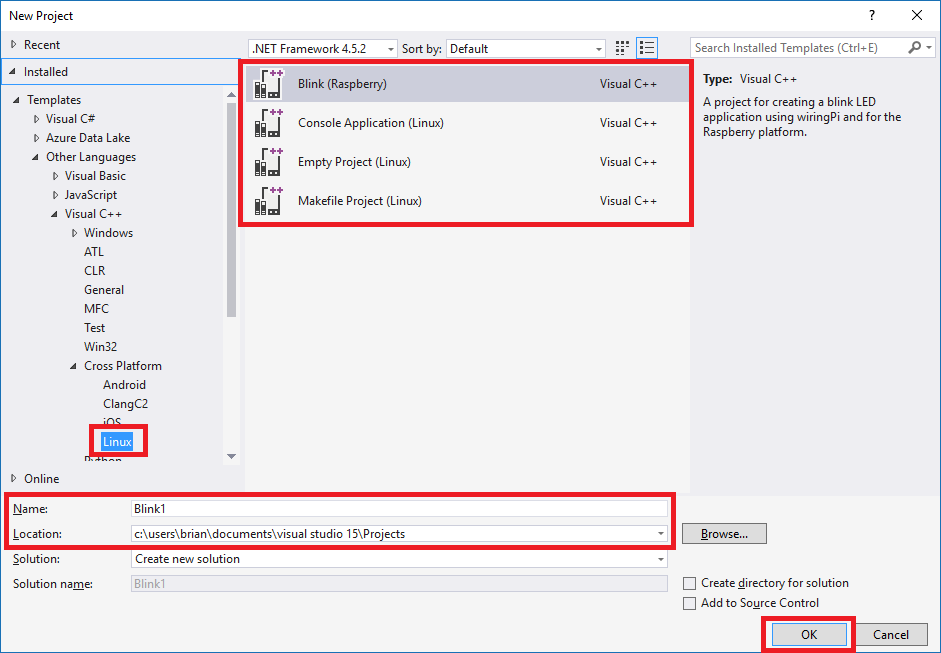 New Project
?
Recent
.NET Framework 4.5.2
Sort by:
Default
Search Installed Templates (Ctrl+E)
Installed
Templates
Visual C#
Azure Data Lake
Other Languages
Visual Basic
JavaScript
Visual C++
Windows
ATL
CLR
General
MFC
Test
Win32
Cross Platform
Android
ClangC2
iOS
Linux
Python
Online
Blink (Raspberry) Visual C++
Console Application (Linux) Visual C++
Empty Project (Linux) Visual C++
Makefile Project (Linux) Visual C++
Type: Visual C++
A project for creating a blink LED
application using wiringPi and for the
Raspberry platform.
Name: Blink1
Location: c:\users\brian\documents\visual studio 15\Projects
Browse...
Solution: Create new solution
Solution name: Blink1
Create directory for solution
Add to Source Control
OK
Cancel